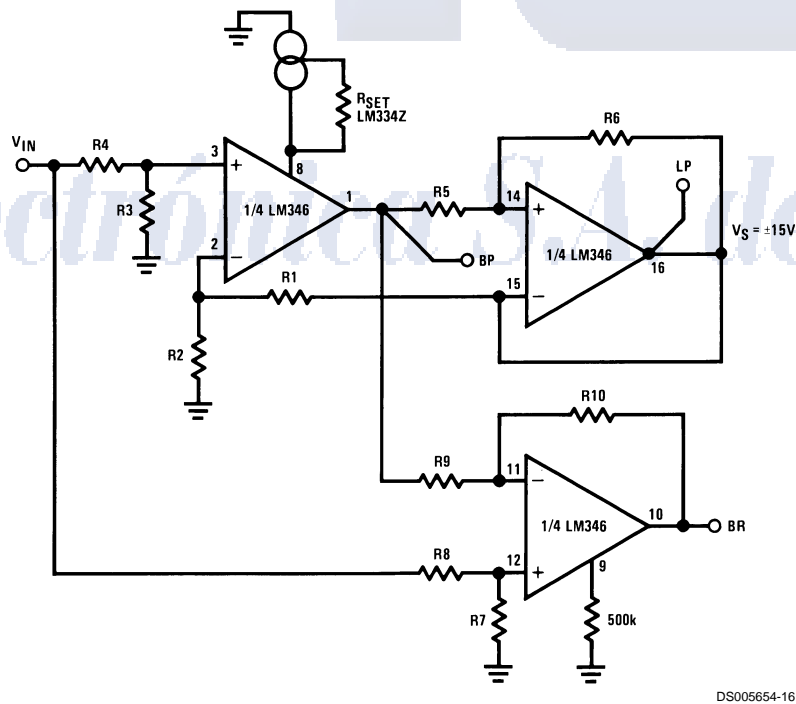 RSET
LM334Z
VIN
R4
3
+
8
R3
1/4 LM346
1
2
−
R5
14
+
R6
LP
VS = ±15V
1/4 LM346
16
BP
15
−
R1
R2
R10
R9
11
−
1/4 LM346
10
BR
R8
12
+
9
R7
500k
DS005654-16
ectrónica S.A. de